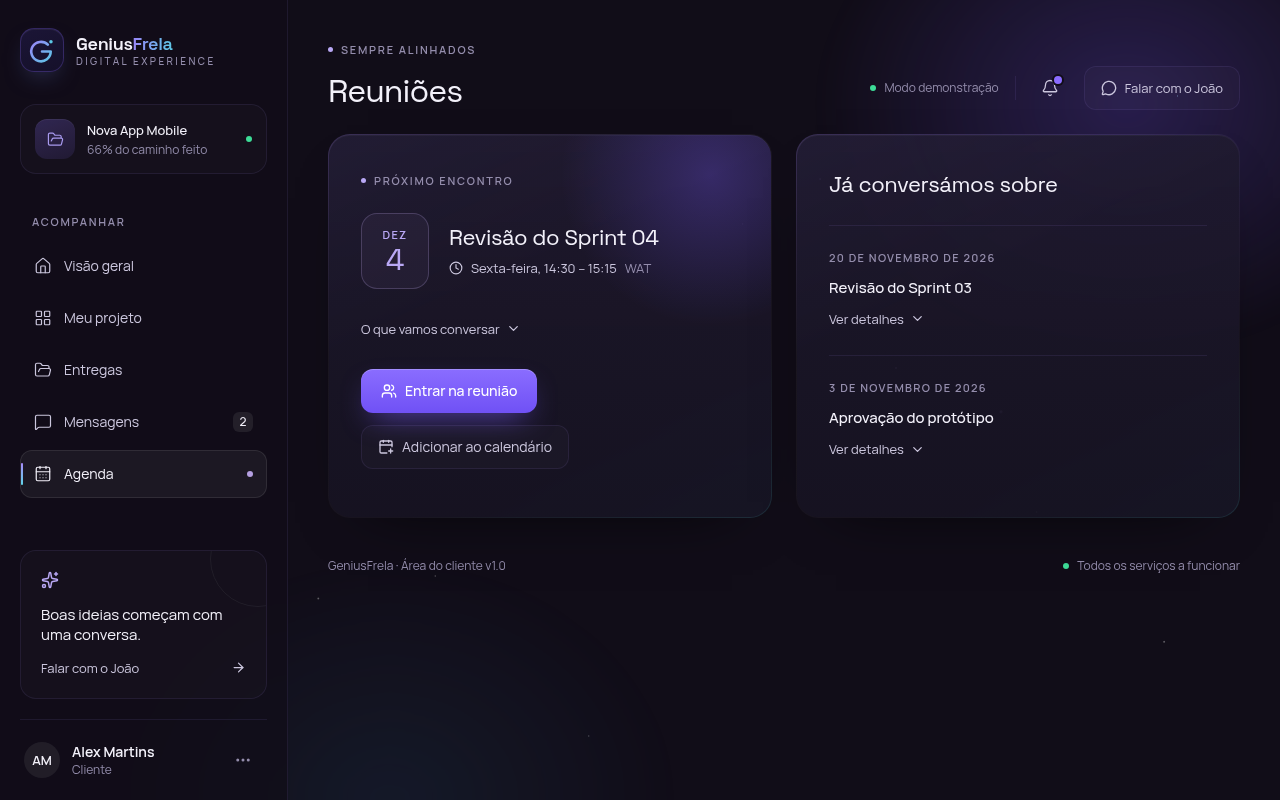 GeniusFrela
DIGITAL EXPERIENCE
Nova App Mobile
66% do caminho feito
ACOMPANHAR
Visão geral
Meu projeto
Entregas
Mensagens 2
Agenda
Boas ideias começam com
uma conversa.
Falar com o João
AM
Alex Martins
Cliente
SEMPRE ALINHADOS
Reuniões
Modo demonstração
Falar com o João
PRÓXIMO ENCONTRO
DEZ
4
Revisão do Sprint 04
Sexta-feira, 14:30 – 15:15 WAT
O que vamos conversar
Entrar na reunião
Adicionar ao calendário
Já conversámos sobre
20 DE NOVEMBRO DE 2026
Revisão do Sprint 03
Ver detalhes
3 DE NOVEMBRO DE 2026
Aprovação do protótipo
Ver detalhes
GeniusFrela · Área do cliente v1.0
Todos os serviços a funcionar